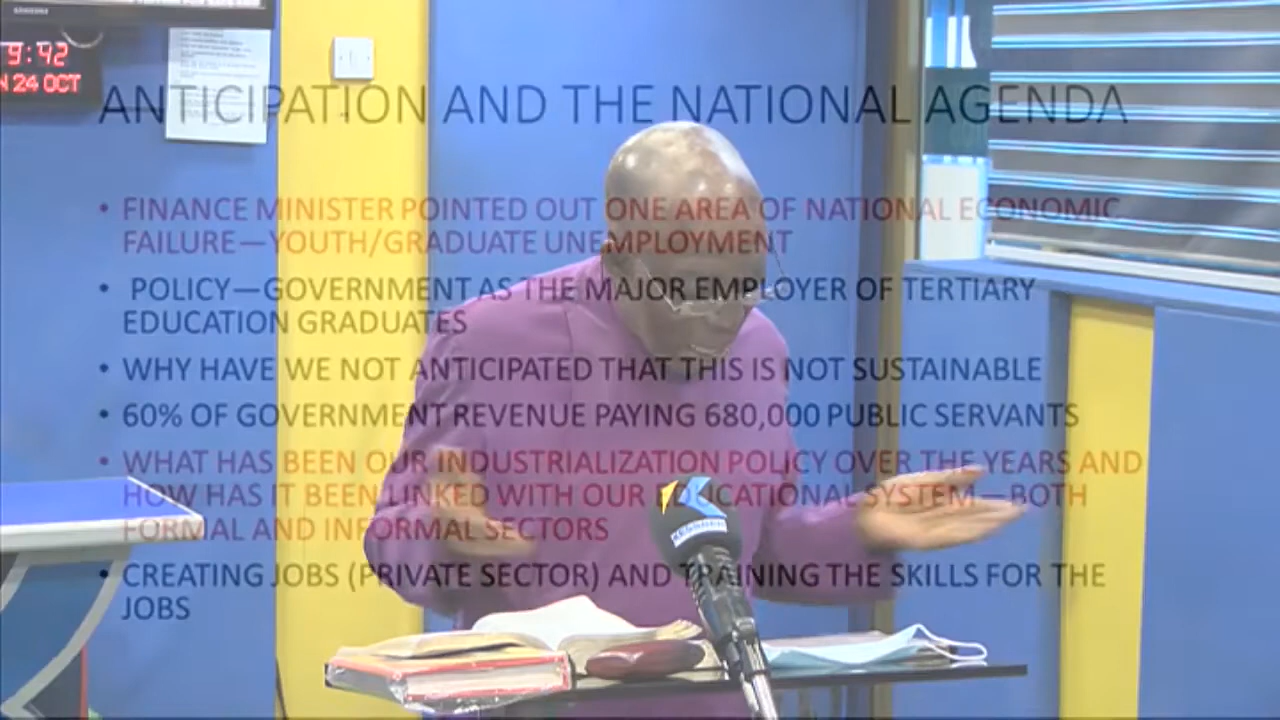 SAMSUNG
9:42
N 24 OCT
ANTICIPATION AND THE NATIONAL AGENDA
• FINANCE MINISTER POINTED OUT ONE AREA OF NATIONAL ECONOMIC
FAILURE—YOUTH/GRADUATE UNEMPLOYMENT
• POLICY—GOVERNMENT AS THE MAJOR EMPLOYER OF TERTIARY
EDUCATION GRADUATES
• WHY HAVE WE NOT ANTICIPATED THAT THIS IS NOT SUSTAINABLE
• 60% OF GOVERNMENT REVENUE PAYING 680,000 PUBLIC SERVANTS
• WHAT HAS BEEN OUR INDUSTRIALIZATION POLICY OVER THE YEARS AND
HOW HAS IT BEEN LINKED WITH OUR EDUCATIONAL SYSTEM—BOTH
FORMAL AND INFORMAL SECTORS
• CREATING JOBS (PRIVATE SECTOR) AND TRAINING THE SKILLS FOR THE
JOBS